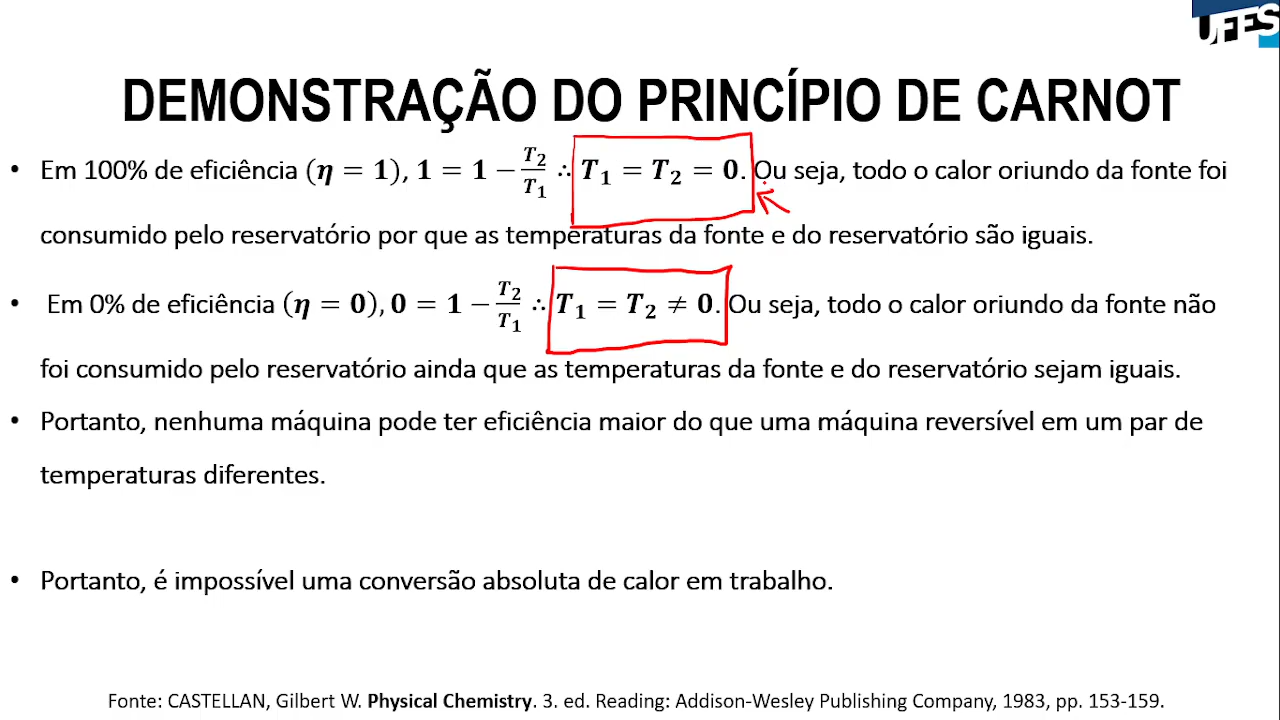 UFES
DEMONSTRAÇÃO DO PRINCÍPIO DE CARNOT
• Em 100% de eficiência (η = 1), 1 = 1 − T₂/T₁ ∴ T₁ = T₂ = 0. Ou seja, todo o calor oriundo da fonte foi
consumido pelo reservatório por que as temperaturas da fonte e do reservatório são iguais.
• Em 0% de eficiência (η = 0), 0 = 1 − T₂/T₁ ∴ T₁ = T₂ ≠ 0. Ou seja, todo o calor oriundo da fonte não
foi consumido pelo reservatório ainda que as temperaturas da fonte e do reservatório sejam iguais.
• Portanto, nenhuma máquina pode ter eficiência maior do que uma máquina reversível em um par de
temperaturas diferentes.
• Portanto, é impossível uma conversão absoluta de calor em trabalho.
Fonte: CASTELLAN, Gilbert W. Physical Chemistry. 3. ed. Reading: Addison-Wesley Publishing Company, 1983, pp. 153-159.